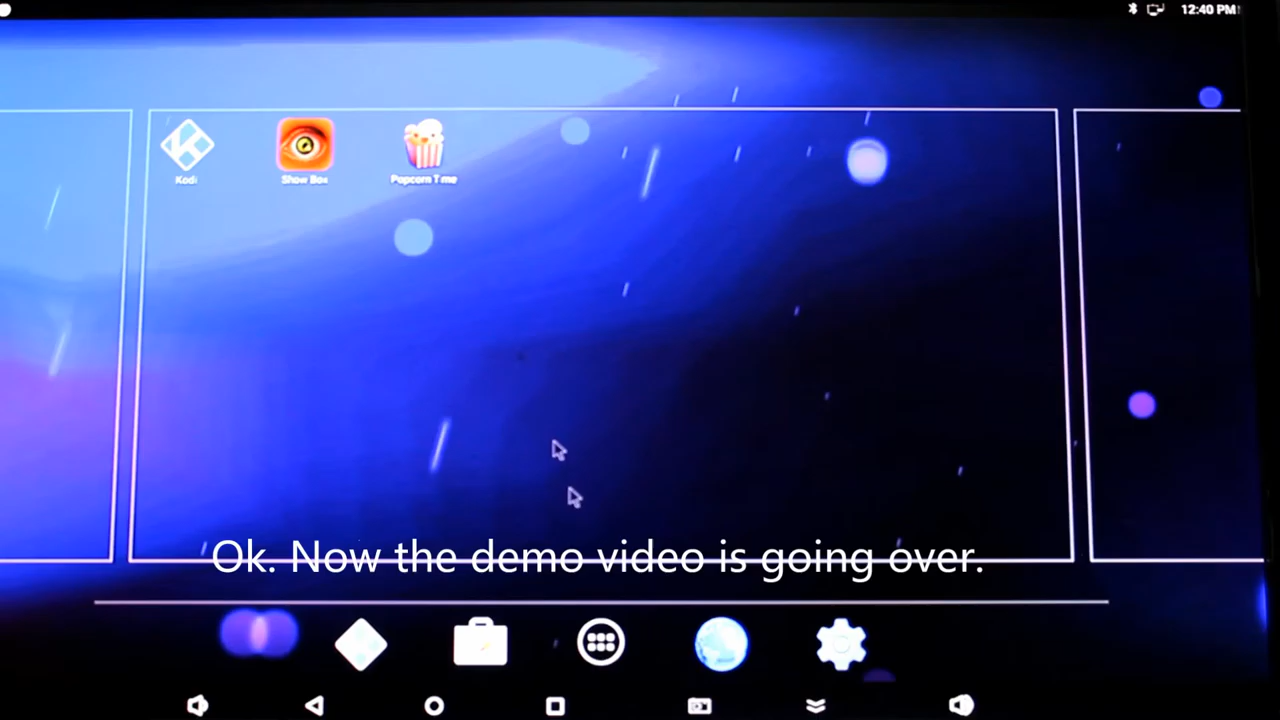 12:40 PM
Kodi
Show Box
Popcorn Time
Ok. Now the demo video is going over.